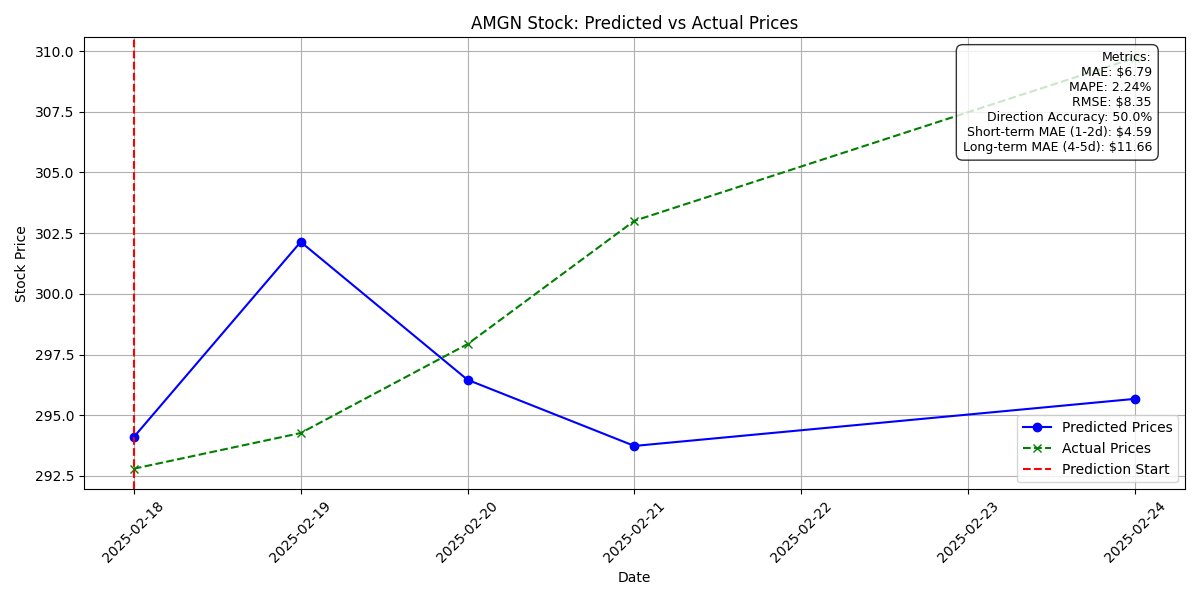 AMGN Stock: Predicted vs Actual Prices
Stock Price
310.0
307.5
305.0
302.5
300.0
297.5
295.0
292.5
Metrics:
MAE: $6.79
MAPE: 2.24%
RMSE: $8.35
Direction Accuracy: 50.0%
Short-term MAE (1-2d): $4.59
Long-term MAE (4-5d): $11.66
Predicted Prices
Actual Prices
Prediction Start
2025-02-18
2025-02-19
2025-02-20
2025-02-21
2025-02-22
2025-02-23
2025-02-24
Date